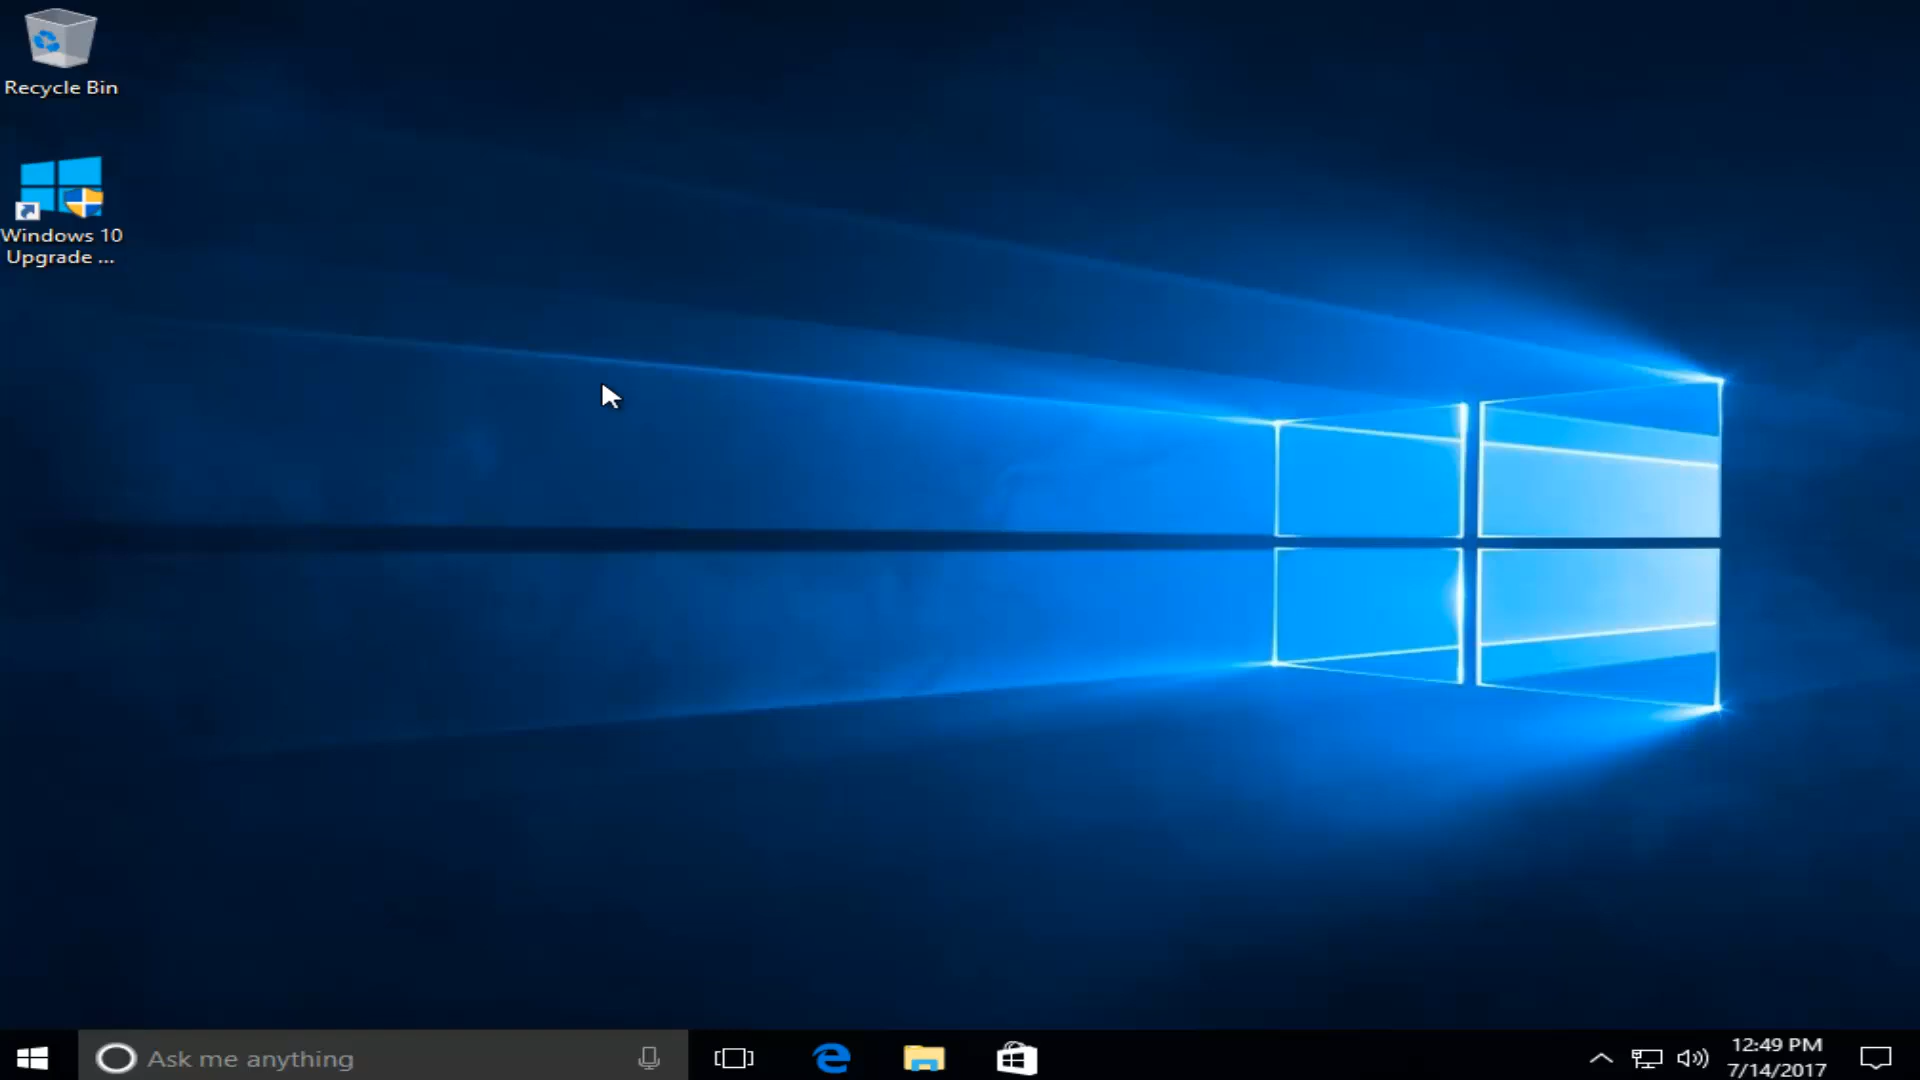 Recycle Bin
Windows 10
Upgrade ...
Ask me anything
12:49 PM
7/14/2017